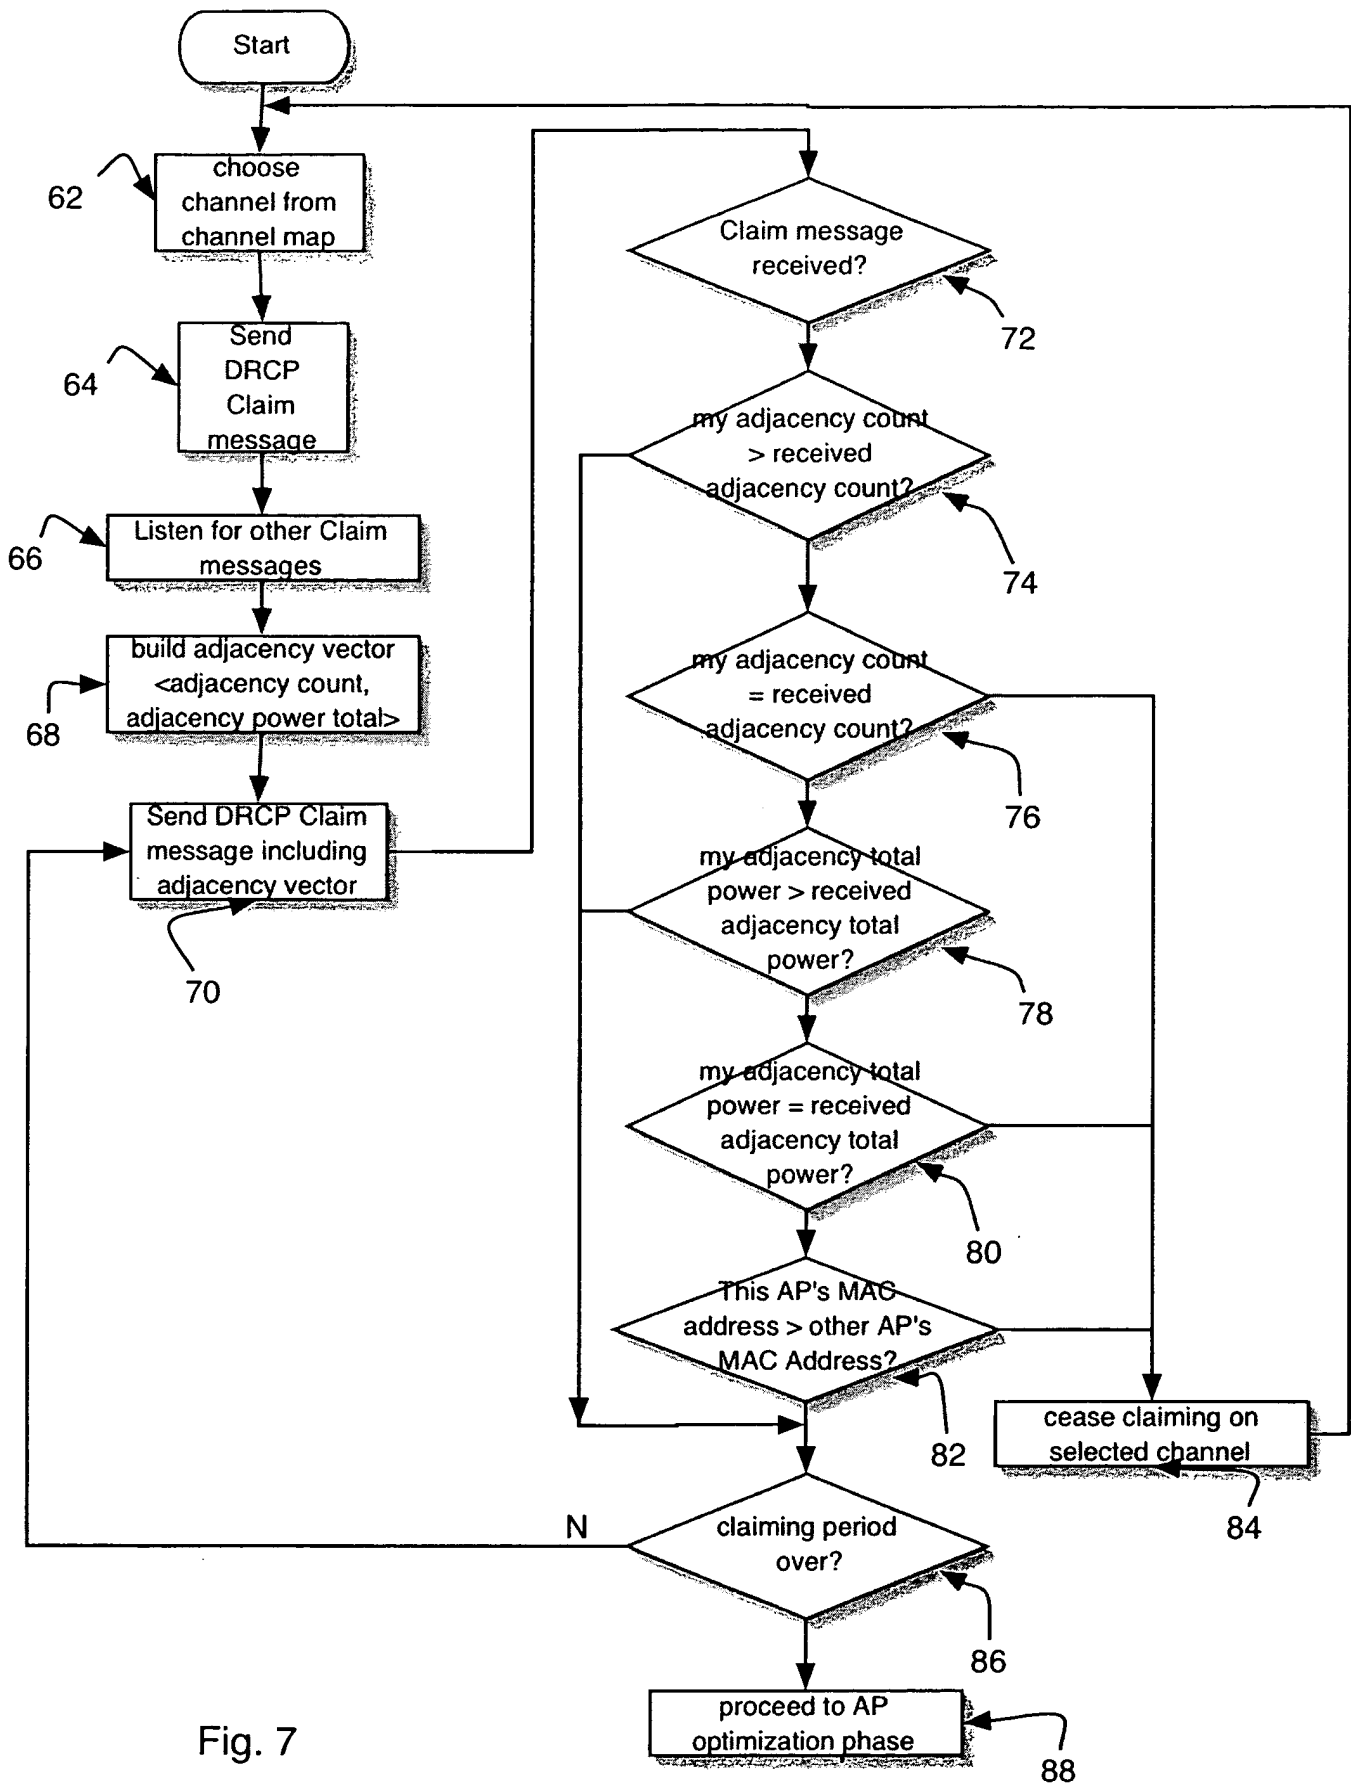 Start
62
choose
channel from
channel map
64
Send
DRCP
Claim
message
66
Listen for other Claim
messages
68
build adjacency vector
<adjacency count,
adjacency power total>
Send DRCP Claim
message including
adjacency vector
70
Claim message
received?
72
my adjacency count
> received
adjacency count?
74
my adjacency count
= received
adjacency count?
76
my adjacency total
power > received
adjacency total
power?
78
my adjacency total
power = received
adjacency total
power?
80
This AP's MAC
address > other AP's
MAC Address?
82
cease claiming on
selected channel
84
N
claiming period
over?
86
proceed to AP
optimization phase
88
Fig. 7